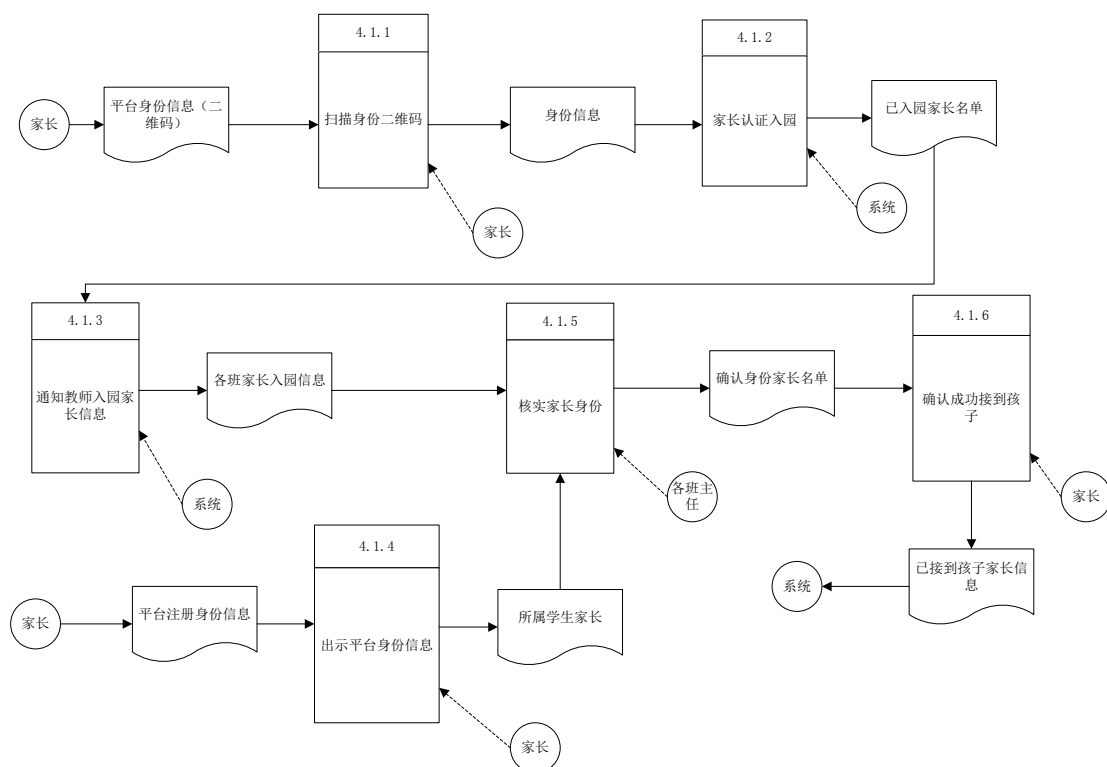 4.1.1
4.1.2
家长
平台身份信息（二
维码）
扫描身份二维码
身份信息
家长认证入园
已入园家长名单
家长
系统
4.1.3
4.1.5
4.1.6
通知教师入园家
长信息
各班家长入园信息
核实家长身份
确认身份家长名单
确认成功接到孩
子
系统
各班主
任
家长
4.1.4
家长
平台注册身份信息
出示平台身份信息
所属学生家长
系统
已接到孩子家长信
息
家长